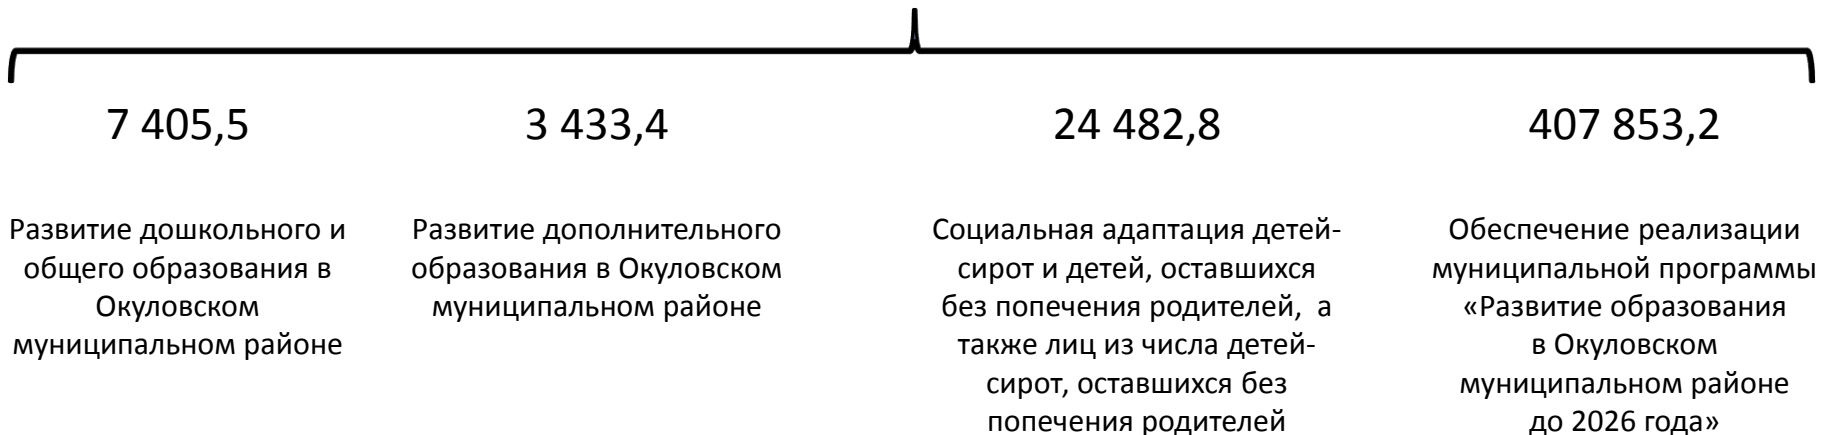 7 405,5
3 433,4
24 482,8
407 853,2
Развитие дошкольного и
общего образования в
Окуловском
муниципальном районе
Развитие дополнительного
образования в Окуловском
муниципальном районе
Социальная адаптация детей-
сирот и детей, оставшихся
без попечения родителей, а
также лиц из числа детей-
сирот, оставшихся без
попечения родителей
Обеспечение реализации
муниципальной программы
«Развитие образования
в Окуловском
муниципальном районе
до 2026 года»